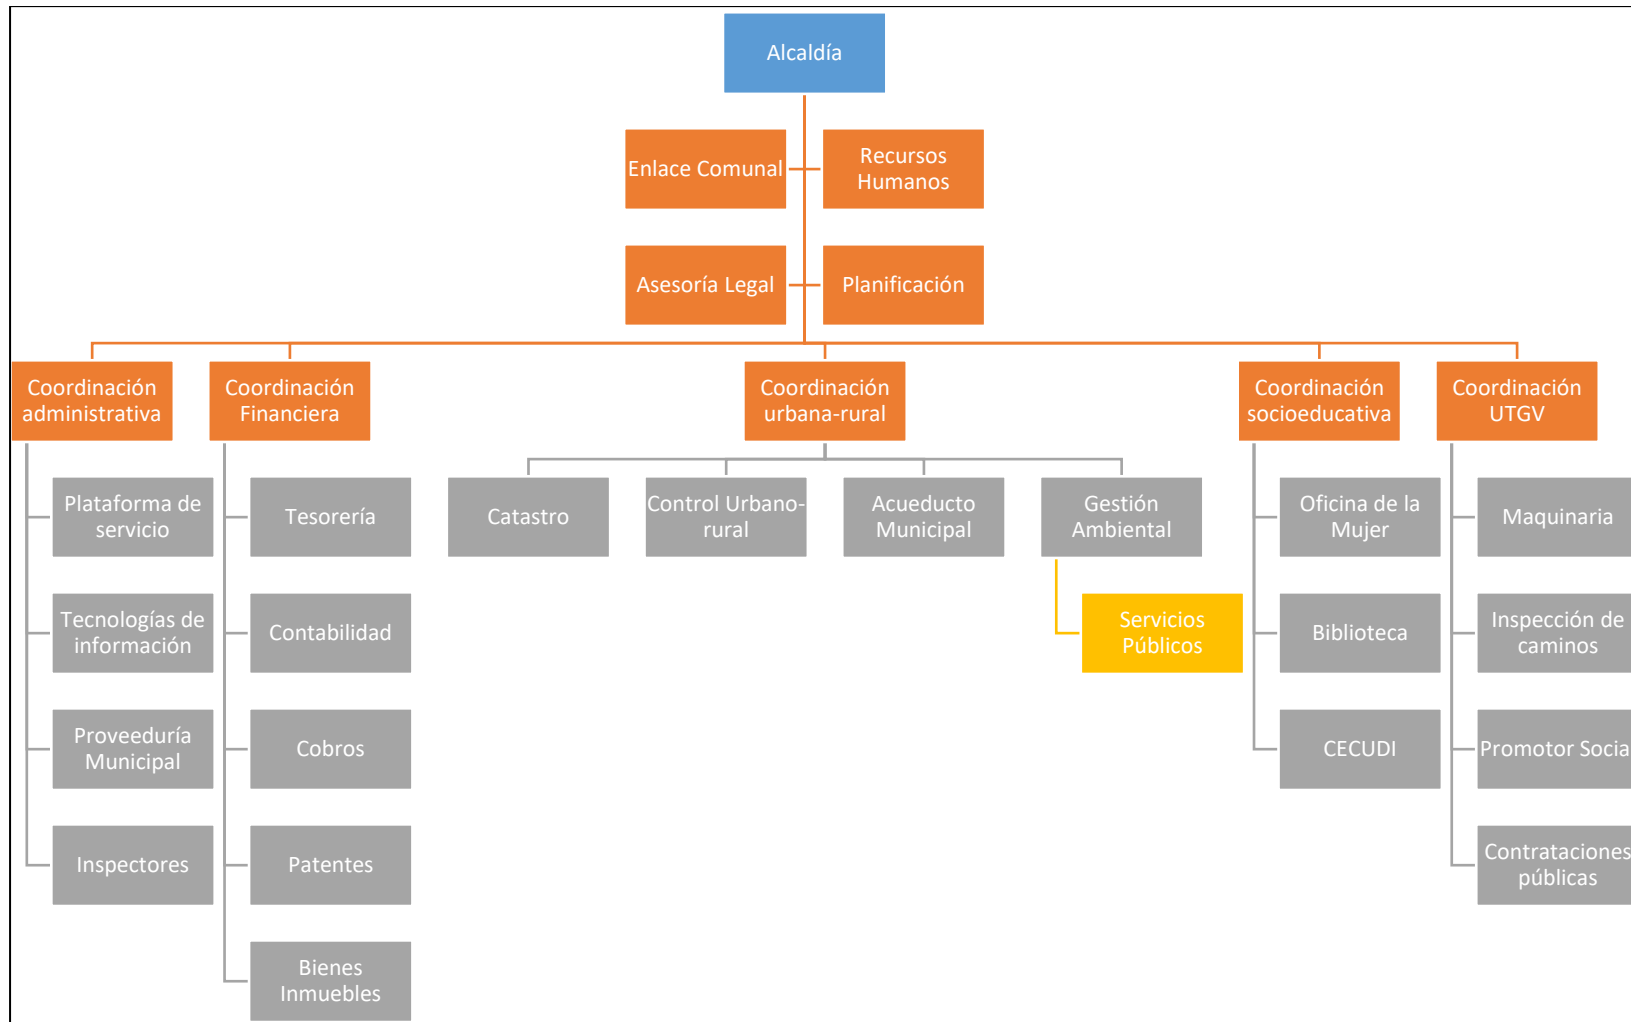 Alcaldía
Enlace Comunal
Recursos
Humanos
Asesoría Legal
Planificación
Coordinación
administrativa
Coordinación
Financiera
Coordinación
urbana-rural
Coordinación
socioeducativa
Coordinación
UTGV
Plataforma de
servicio
Tesorería
Catastro
Control Urbano-
rural
Acueducto
Municipal
Gestión
Ambiental
Oficina de la
Mujer
Maquinaria
Tecnologías de
información
Contabilidad
Servicios
Públicos
Biblioteca
Inspección de
caminos
Proveeduría
Municipal
Cobros
CECUDI
Promotor Social
Inspectores
Patentes
Contrataciones
públicas
Bienes
Inmuebles